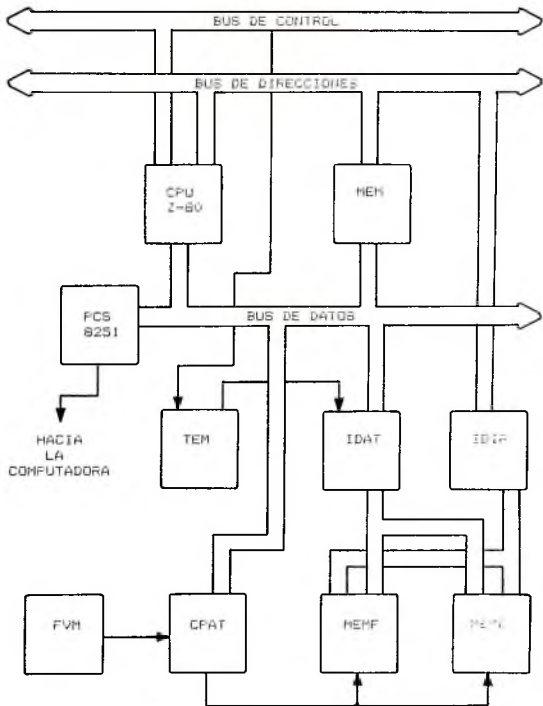 BUS DE CONTROL
BUS DE DIRECCIONES
CPU
Z-80
MEM
PCS
8251
BUS DE DATOS
HACIA
LA
COMPUTADORA
TEM
IDAT
IDIR
FVM
CPAT
MEMF